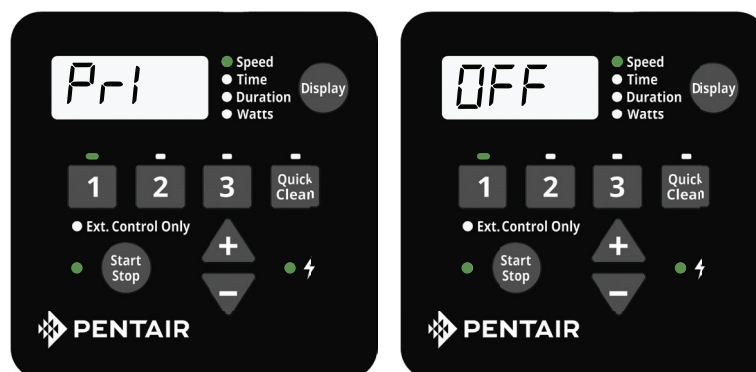 PrI
Speed
Time
Duration
Watts
Display
1 2 3 Quick
Clean
Ext. Control Only
Start
Stop
+
−
PENTAIR
OFF
Speed
Time
Duration
Watts
Display
1 2 3 Quick
Clean
Ext. Control Only
Start
Stop
+
−
PENTAIR